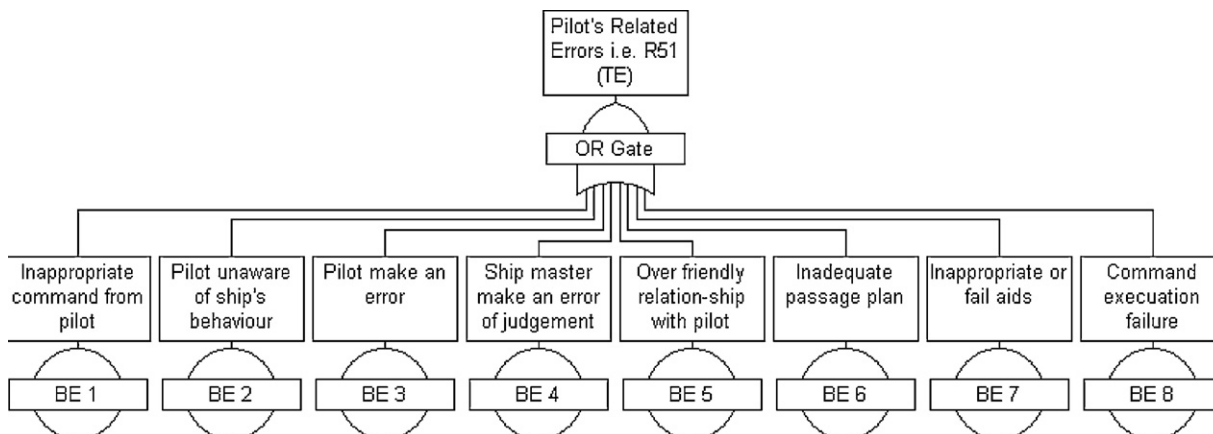 Pilot's Related
Errors i.e. R51
(TE)
OR Gate
Inappropriate
command from
pilot
Pilot unaware
of ship's
behaviour
Pilot make an
error
Ship master
make an error
of judgement
Over friendly
relation-ship
with pilot
Inadequate
passage plan
Inappropriate or
fail aids
Command
execuation
failure
BE 1
BE 2
BE 3
BE 4
BE 5
BE 6
BE 7
BE 8